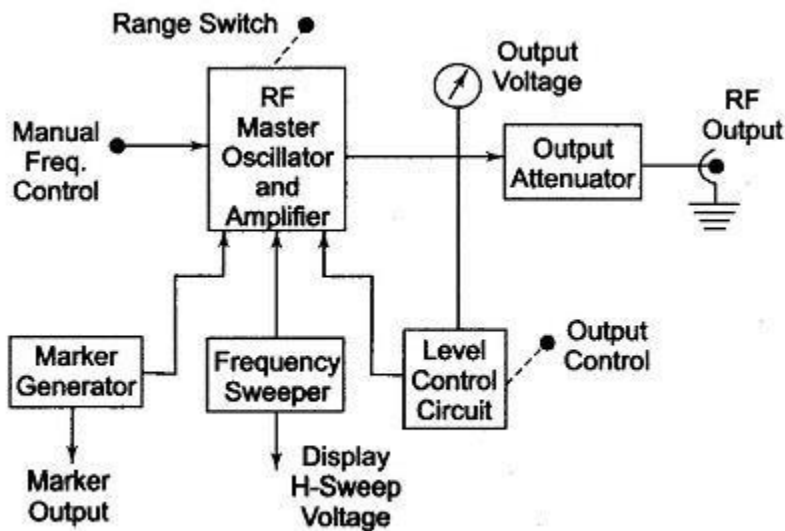 Range Switch
Output
Voltage
RF
Master
Oscillator
and
Amplifier
Manual
Freq.
Control
Output
Attenuator
RF
Output
Marker
Generator
Frequency
Sweeper
Level
Control
Circuit
Output
Control
Marker
Output
Display
H-Sweep
Voltage